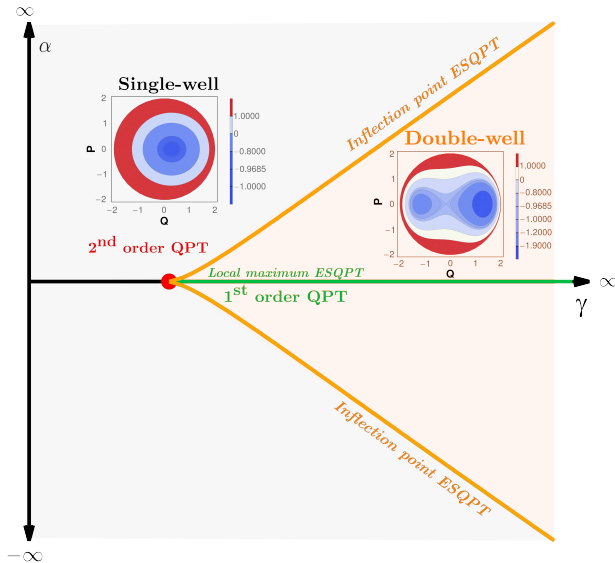 ∞
α
Single-well
2
1
0
−1
−2
P
−2
−1
0
1
2
Q
1.0000
0
−0.8000
−0.9685
−1.0000
Inflection point ESQPT
Double-well
2
1
0
−1
−2
P
−2
−1
0
1
2
Q
1.0000
0
−0.8000
−1.0000
−1.2000
−1.9000
2nd order QPT
Local maximum ESQPT
1st order QPT
∞
γ
Inflection point ESQPT
−∞